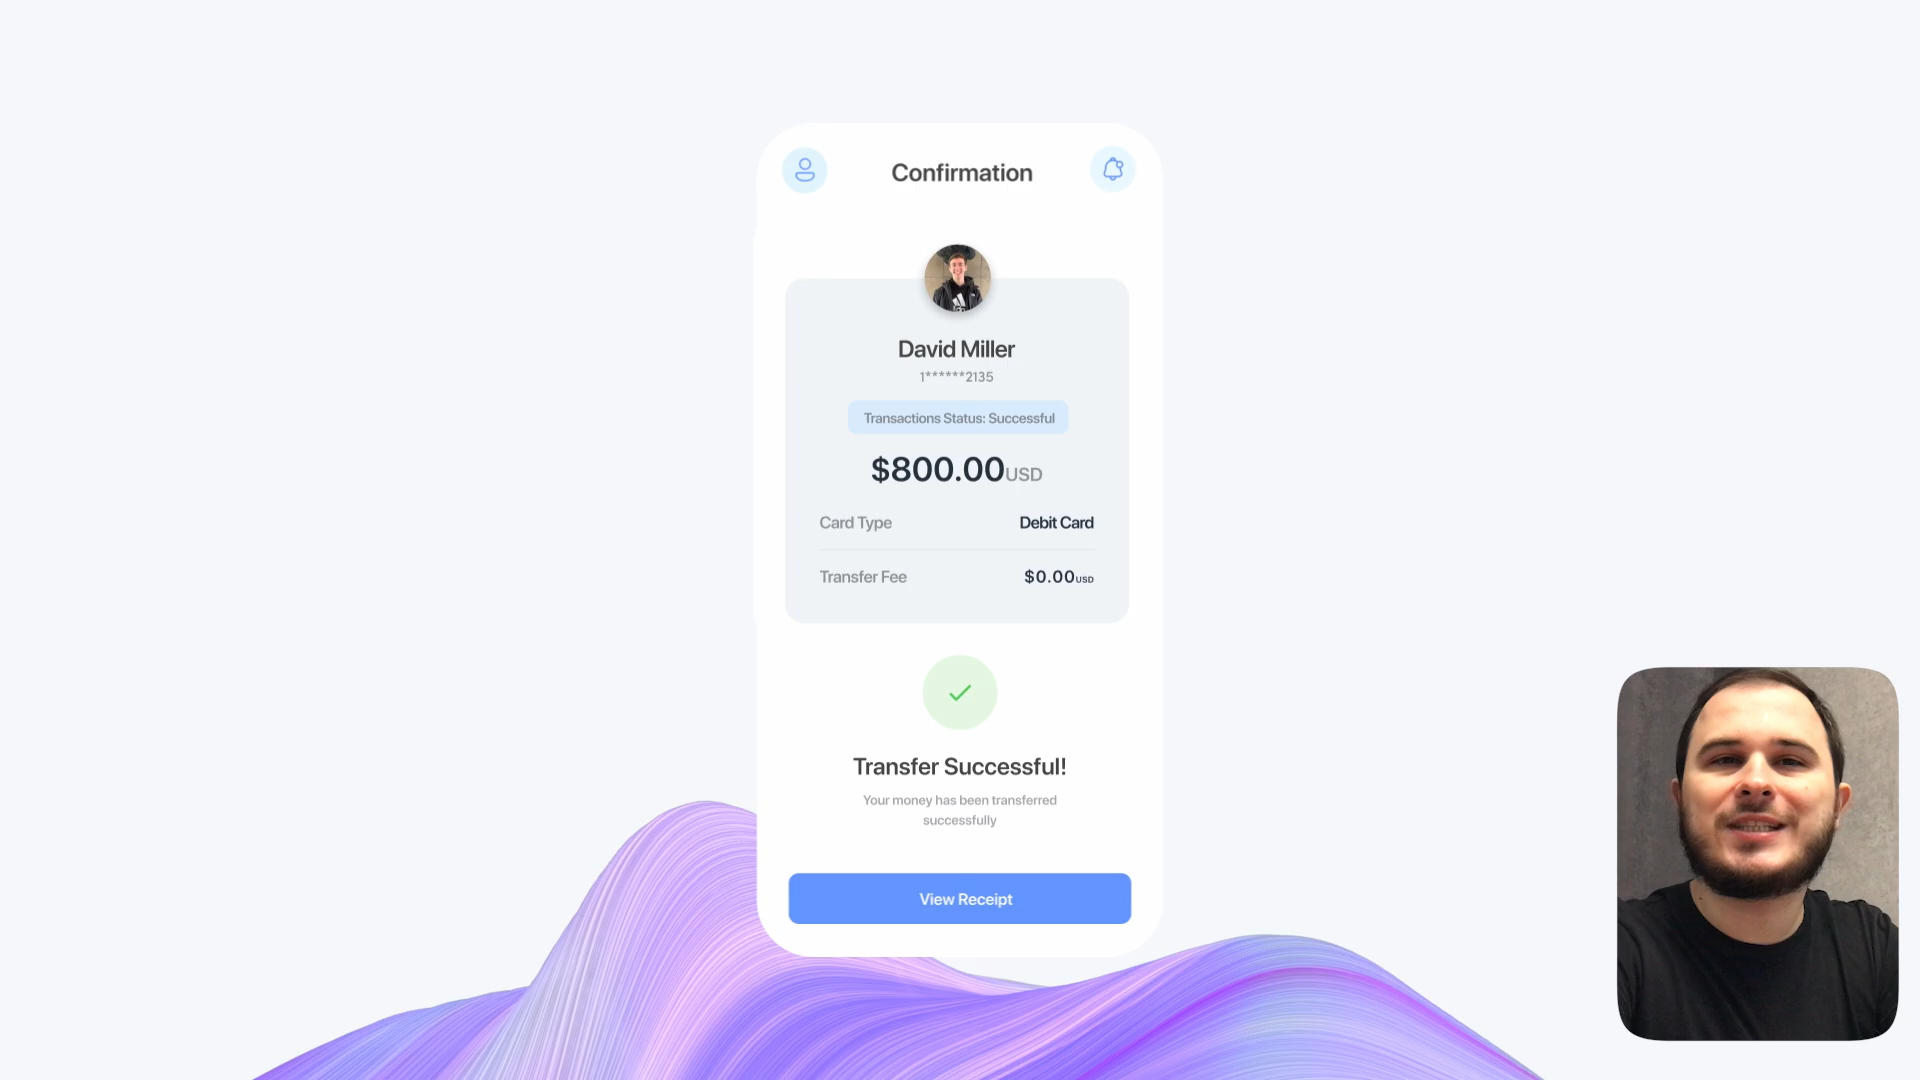 Confirmation
David Miller
1******2135
Transactions Status: Successful
$800.00USD
Card Type Debit Card
Transfer Fee $0.00USD
Transfer Successful!
Your money has been transferred
successfully
View Receipt